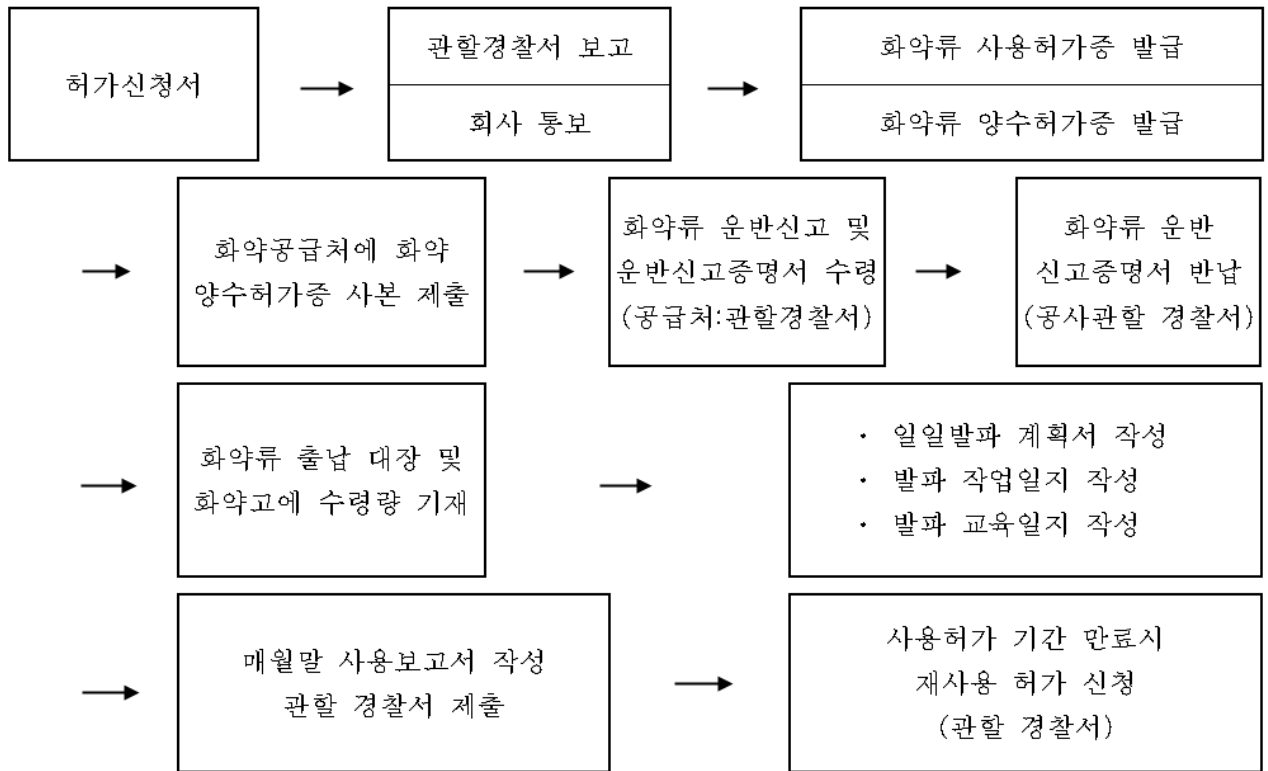 허가신청서
관할경찰서 보고
회사 통보
화약류 사용허가증 발급
화약류 양수허가증 발급
화약공급처에 화약
양수허가증 사본 제출
화약류 운반신고 및
운반신고증명서 수령
(공급처:관할경찰서)
화약류 운반
신고증명서 반납
(공사관할 경찰서)
화약류 출납 대장 및
화약고에 수령량 기재
· 일일발파 계획서 작성
· 발파 작업일지 작성
· 발파 교육일지 작성
매월말 사용보고서 작성
관할 경찰서 제출
사용허가 기간 만료시
재사용 허가 신청
(관할 경찰서)